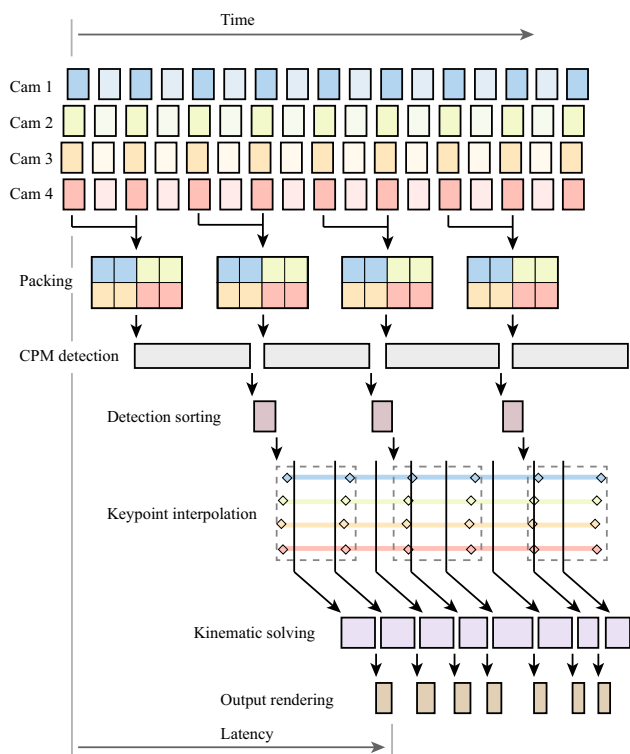 Time
Cam 1
Cam 2
Cam 3
Cam 4
Packing
CPM detection
Detection sorting
Keypoint interpolation
Kinematic solving
Output rendering
Latency